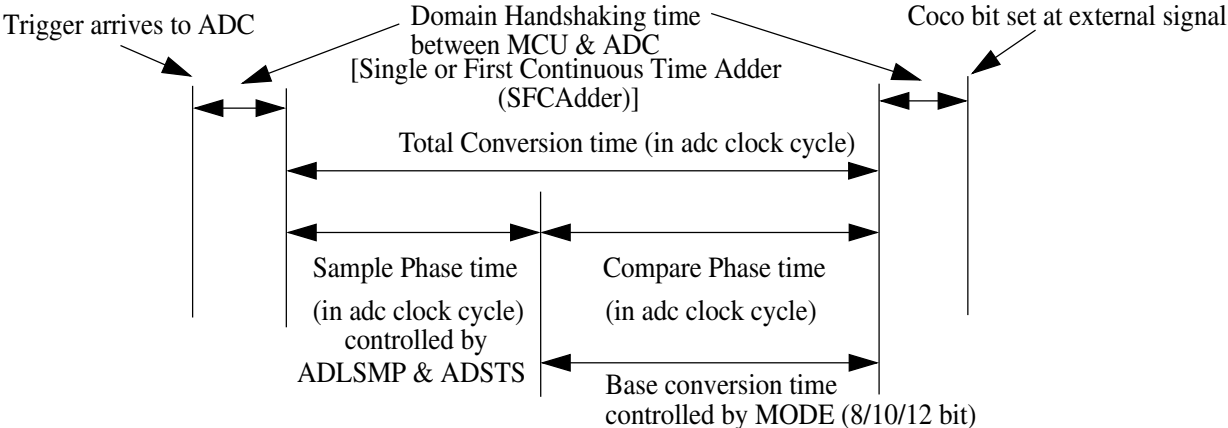 Trigger arrives to ADC
Domain Handshaking time
between MCU & ADC
[Single or First Continuous Time Adder
(SFCAdder)]
Coco bit set at external signal
Total Conversion time (in adc clock cycle)
Sample Phase time
(in adc clock cycle)
controlled by
ADLSMP & ADSTS
Compare Phase time
(in adc clock cycle)
Base conversion time
controlled by MODE (8/10/12 bit)